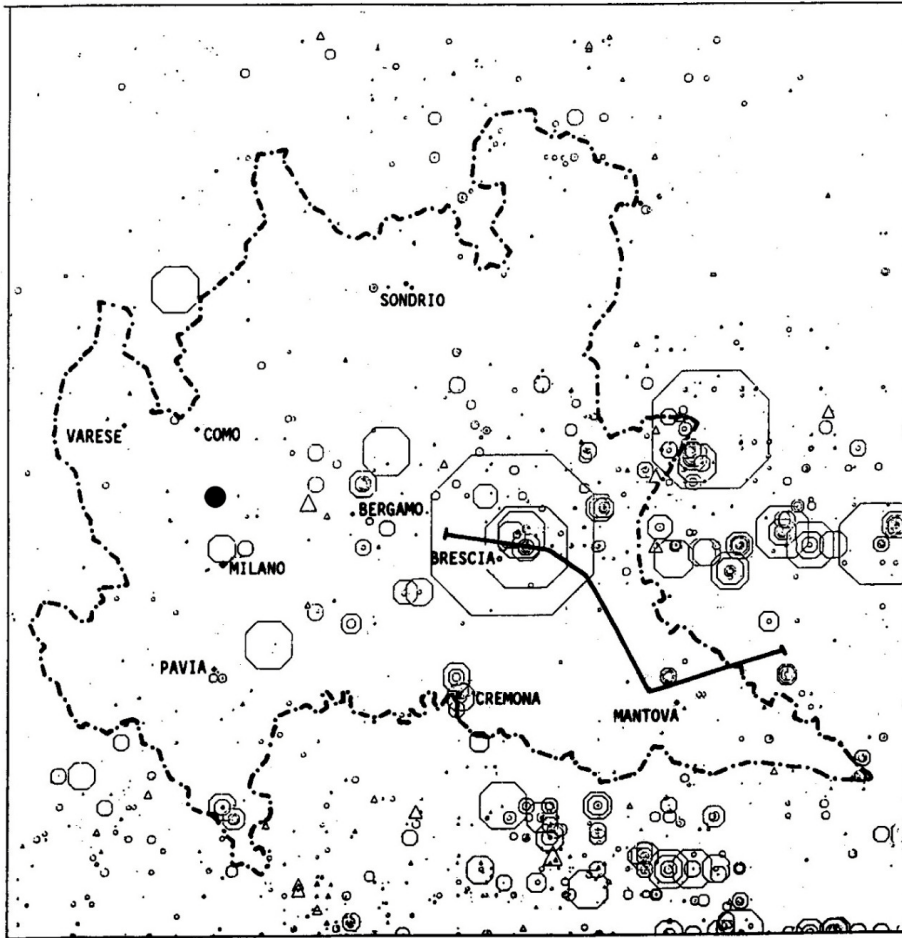 SONDRIO
VARESE
COMO
BERGAMO
BRESCIA
MILANO
PAVIA
CREMONA
MANTOVA